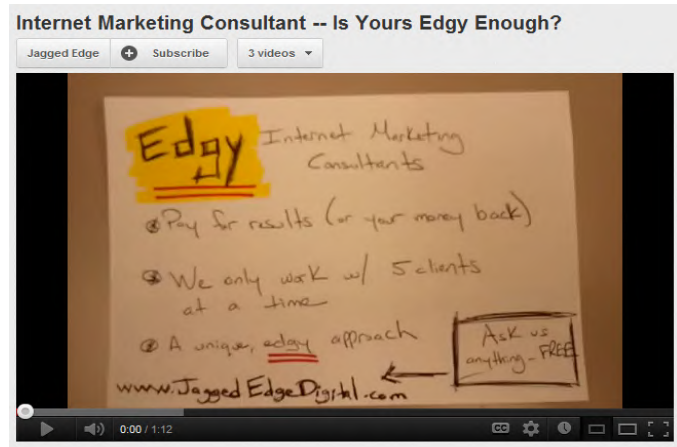 Internet Marketing Consultant -- Is Yours Edgy Enough?
Jagged Edge Subscribe 3 videos
Edgy Internet Marketing
Consultants
Pay for results (or your money back)
We only work w/ 5 clients
at a time
A unique, edgy approach
Ask us
anything - FREE
www.JaggedEdgeDigital.com
0:00 / 1:12 CC